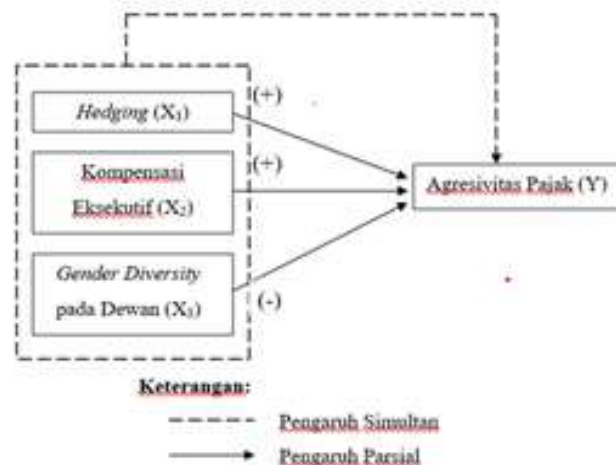 (+)
Hedging (X₁)
(+)
Kompensasi
Eksekutif (X₂)
Agresivitas Pajak (Y)
Gender Diversity
pada Dewan (X₃)
(-)
Keterangan:
Pengaruh Simultan
Pengaruh Parsial